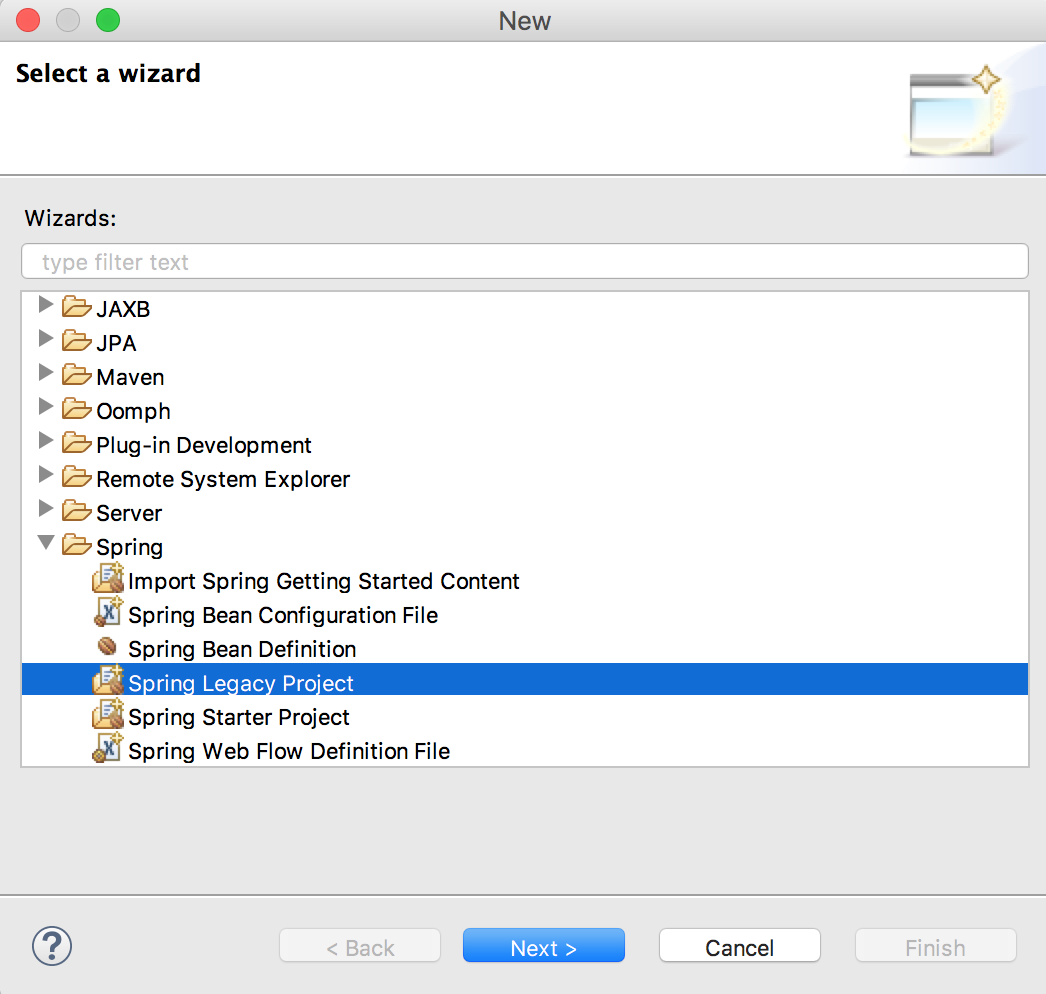 New
Select a wizard
Wizards:
type filter text
JAXB
JPA
Maven
Oomph
Plug-in Development
Remote System Explorer
Server
Spring
Import Spring Getting Started Content
Spring Bean Configuration File
Spring Bean Definition
Spring Legacy Project
Spring Starter Project
Spring Web Flow Definition File
? < Back Next > Cancel Finish